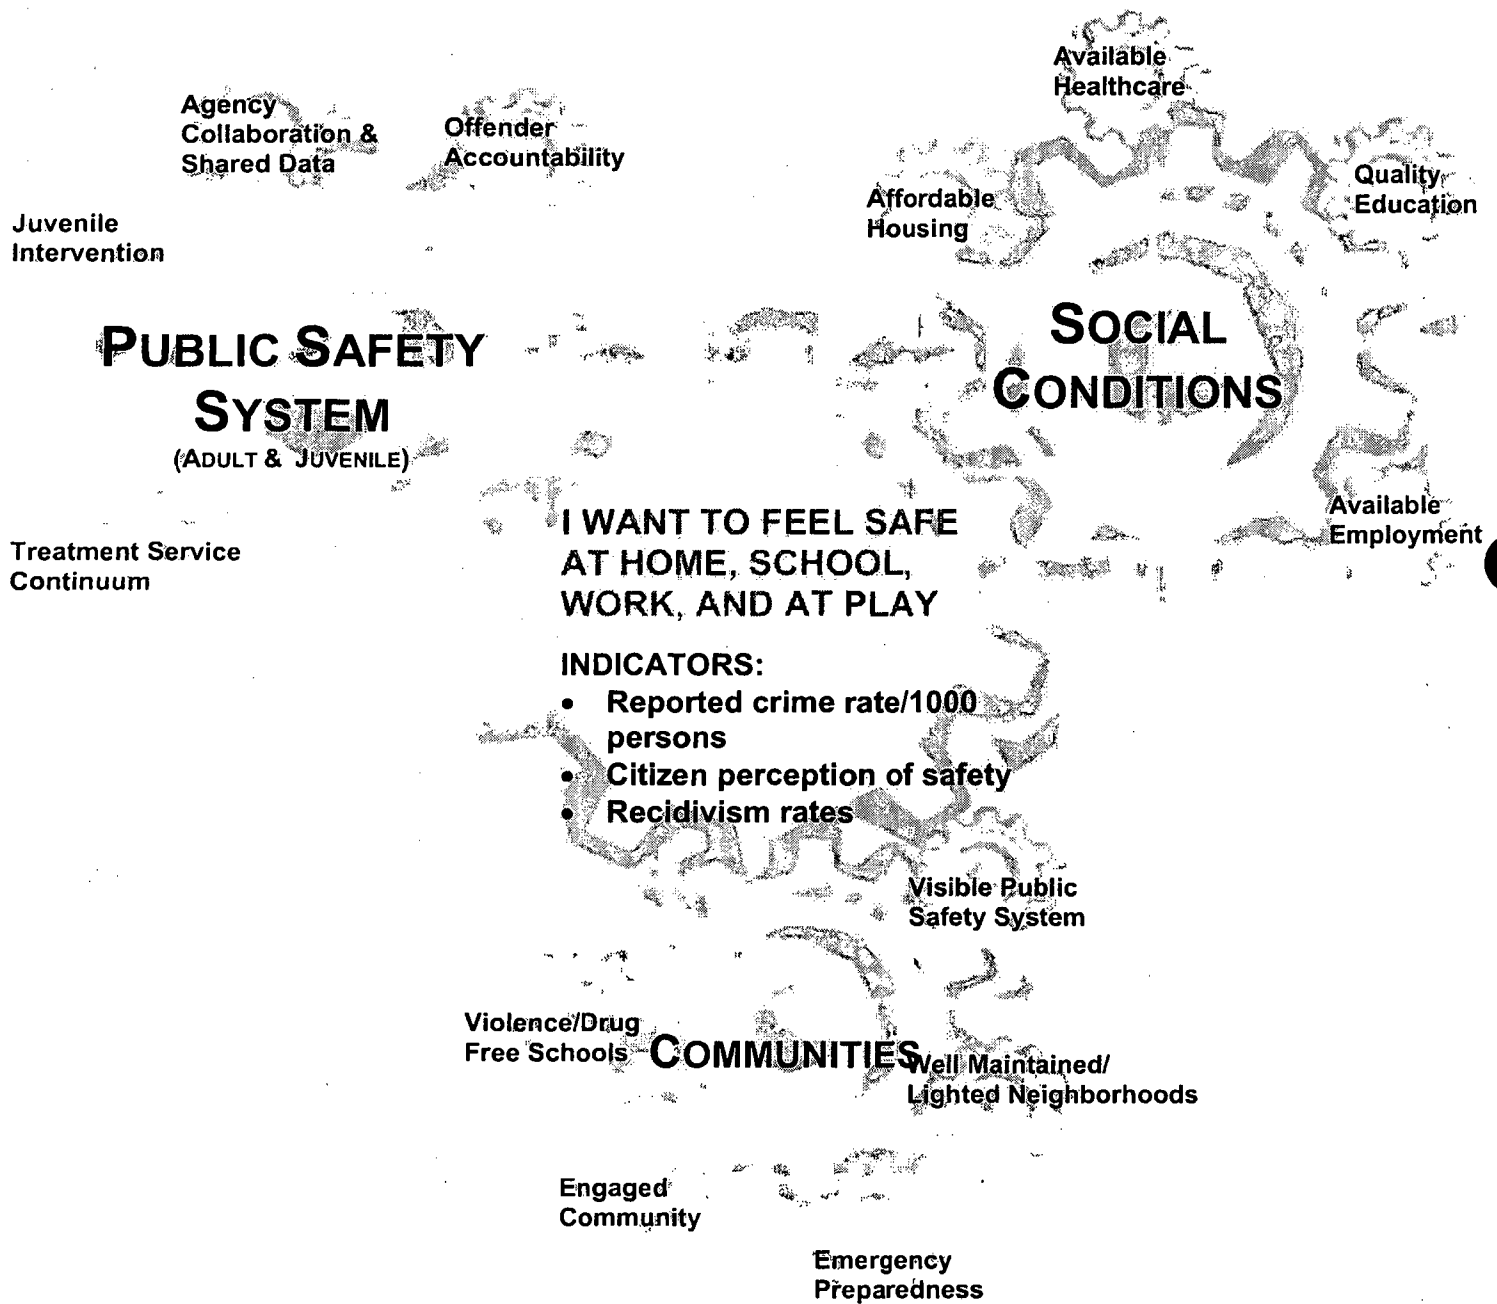 Agency
Collaboration &
Shared Data
Offender
Accountability
Juvenile
Intervention
PUBLIC SAFETY
SYSTEM
(ADULT & JUVENILE)
Treatment Service
Continuum
Available
Healthcare
Affordable
Housing
Quality
Education
SOCIAL
CONDITIONS
Available
Employment
I WANT TO FEEL SAFE
AT HOME, SCHOOL,
WORK, AND AT PLAY
INDICATORS:
• Reported crime rate/1000
persons
• Citizen perception of safety
• Recidivism rates
Visible Public
Safety System
Violence/Drug
Free Schools
COMMUNITIES
Well Maintained/
Lighted Neighborhoods
Engaged
Community
Emergency
Preparedness